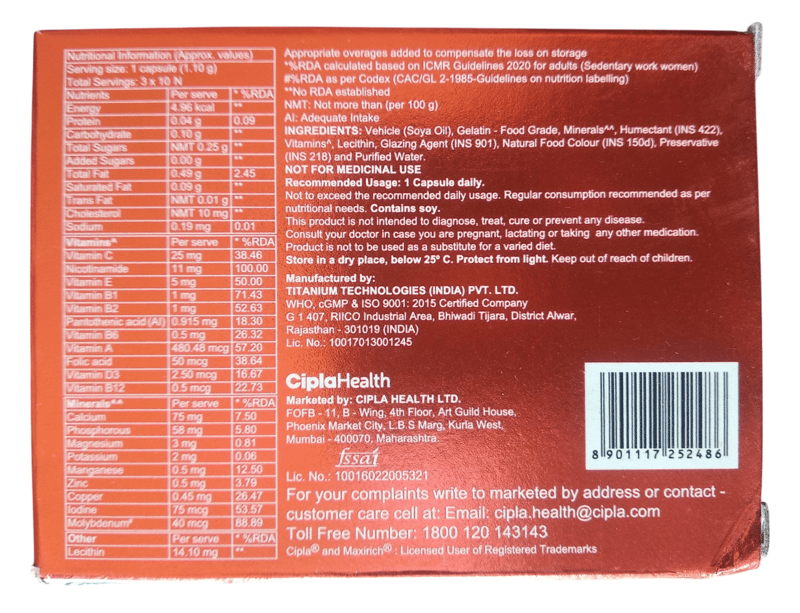 Nutritional Information (Approx. values)
Serving size: 1 capsule (1.10 g)
Total Servings: 3 x 10 N
Nutrients Per serve *%RDA
Energy 4.96 kcal **
Protein 0.04 g 0.09
Carbohydrate 0.10 g **
Total Sugars NMT 0.25 g **
Added Sugars 0.00 g **
Total Fat 0.49 g 2.45
Saturated Fat 0.09 g **
Trans Fat NMT 0.01 g **
Cholesterol NMT 10 mg **
Sodium 0.19 mg 0.01
Vitamins^ Per serve *%RDA
Vitamin C 25 mg 38.46
Nicotinamide 11 mg 100.00
Vitamin E 5 mg 50.00
Vitamin B1 1 mg 71.43
Vitamin B2 1 mg 52.63
Pantothenic acid (AI) 0.915 mg 18.30
Vitamin B6 0.5 mg 26.32
Vitamin A 480.48 mcg 57.20
Folic acid 50 mcg 38.64
Vitamin D3 2.50 mcg 16.67
Vitamin B12 0.5 mcg 22.73
Minerals^^ Per serve *%RDA
Calcium 75 mg 7.50
Phosphorous 58 mg 5.80
Magnesium 3 mg 0.81
Potassium 2 mg 0.06
Manganese 0.5 mg 12.50
Zinc 0.5 mg 3.79
Copper 0.45 mg 26.47
Iodine 75 mcg 53.57
Molybdenum# 40 mcg 88.89
Other Per serve *%RDA
Lecithin 14.10 mg **
Appropriate overages added to compensate the loss on storage
*%RDA calculated based on ICMR Guidelines 2020 for adults (Sedentary work women)
#%RDA as per Codex (CAC/GL 2-1985-Guidelines on nutrition labelling)
**No RDA established
NMT: Not more than (per 100 g)
AI: Adequate Intake
INGREDIENTS: Vehicle (Soya Oil), Gelatin - Food Grade, Minerals^^, Humectant (INS 422),
Vitamins^, Lecithin, Glazing Agent (INS 901), Natural Food Colour (INS 150d), Preservative
(INS 218) and Purified Water.
NOT FOR MEDICINAL USE
Recommended Usage: 1 Capsule daily.
Not to exceed the recommended daily usage. Regular consumption recommended as per
nutritional needs. Contains soy.
This product is not intended to diagnose, treat, cure or prevent any disease.
Consult your doctor in case you are pregnant, lactating or taking any other medication.
Product is not to be used as a substitute for a varied diet.
Store in a dry place, below 25° C. Protect from light. Keep out of reach of children.
Manufactured by:
TITANIUM TECHNOLOGIES (INDIA) PVT. LTD.
WHO, cGMP & ISO 9001: 2015 Certified Company
G 1 407, RIICO Industrial Area, Bhiwadi Tijara, District Alwar,
Rajasthan - 301019 (INDIA)
Lic. No.: 10017013001245
CiplaHealth
Marketed by: CIPLA HEALTH LTD.
FOFB - 11, B - Wing, 4th Floor, Art Guild House,
Phoenix Market City, L.B.S Marg, Kurla West,
Mumbai - 400070, Maharashtra.
fssai
Lic. No.: 10016022005321
8 901117 252486
For your complaints write to marketed by address or contact -
customer care cell at: Email: cipla.health@cipla.com
Toll Free Number: 1800 120 143143
Cipla® and Maxirich® : Licensed User of Registered Trademarks